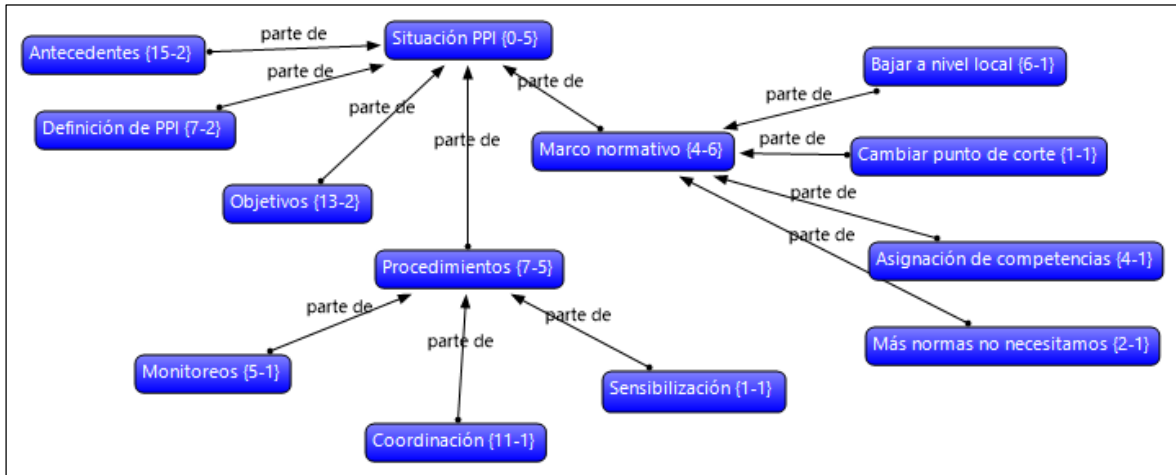 Antecedentes {15-2}
parte de
Situación PPI {0-5}
parte de
Definición de PPI {7-2}
parte de
Objetivos {13-2}
parte de
parte de
Marco normativo {4-6}
Bajar a nivel local {6-1}
parte de
parte de
Cambiar punto de corte {1-1}
parte de
Asignación de competencias {4-1}
parte de
Más normas no necesitamos {2-1}
Procedimientos {7-5}
parte de
Monitoreos {5-1}
parte de
Coordinación {11-1}
parte de
Sensibilización {1-1}